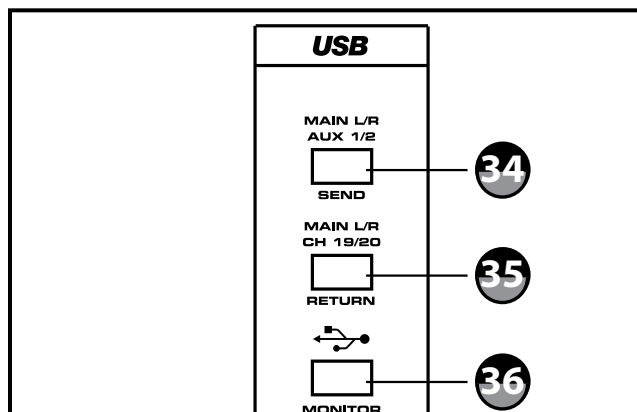 USB
MAIN L/R
AUX 1/2
34
SEND
MAIN L/R
CH 19/20
35
RETURN
36
MONITOR